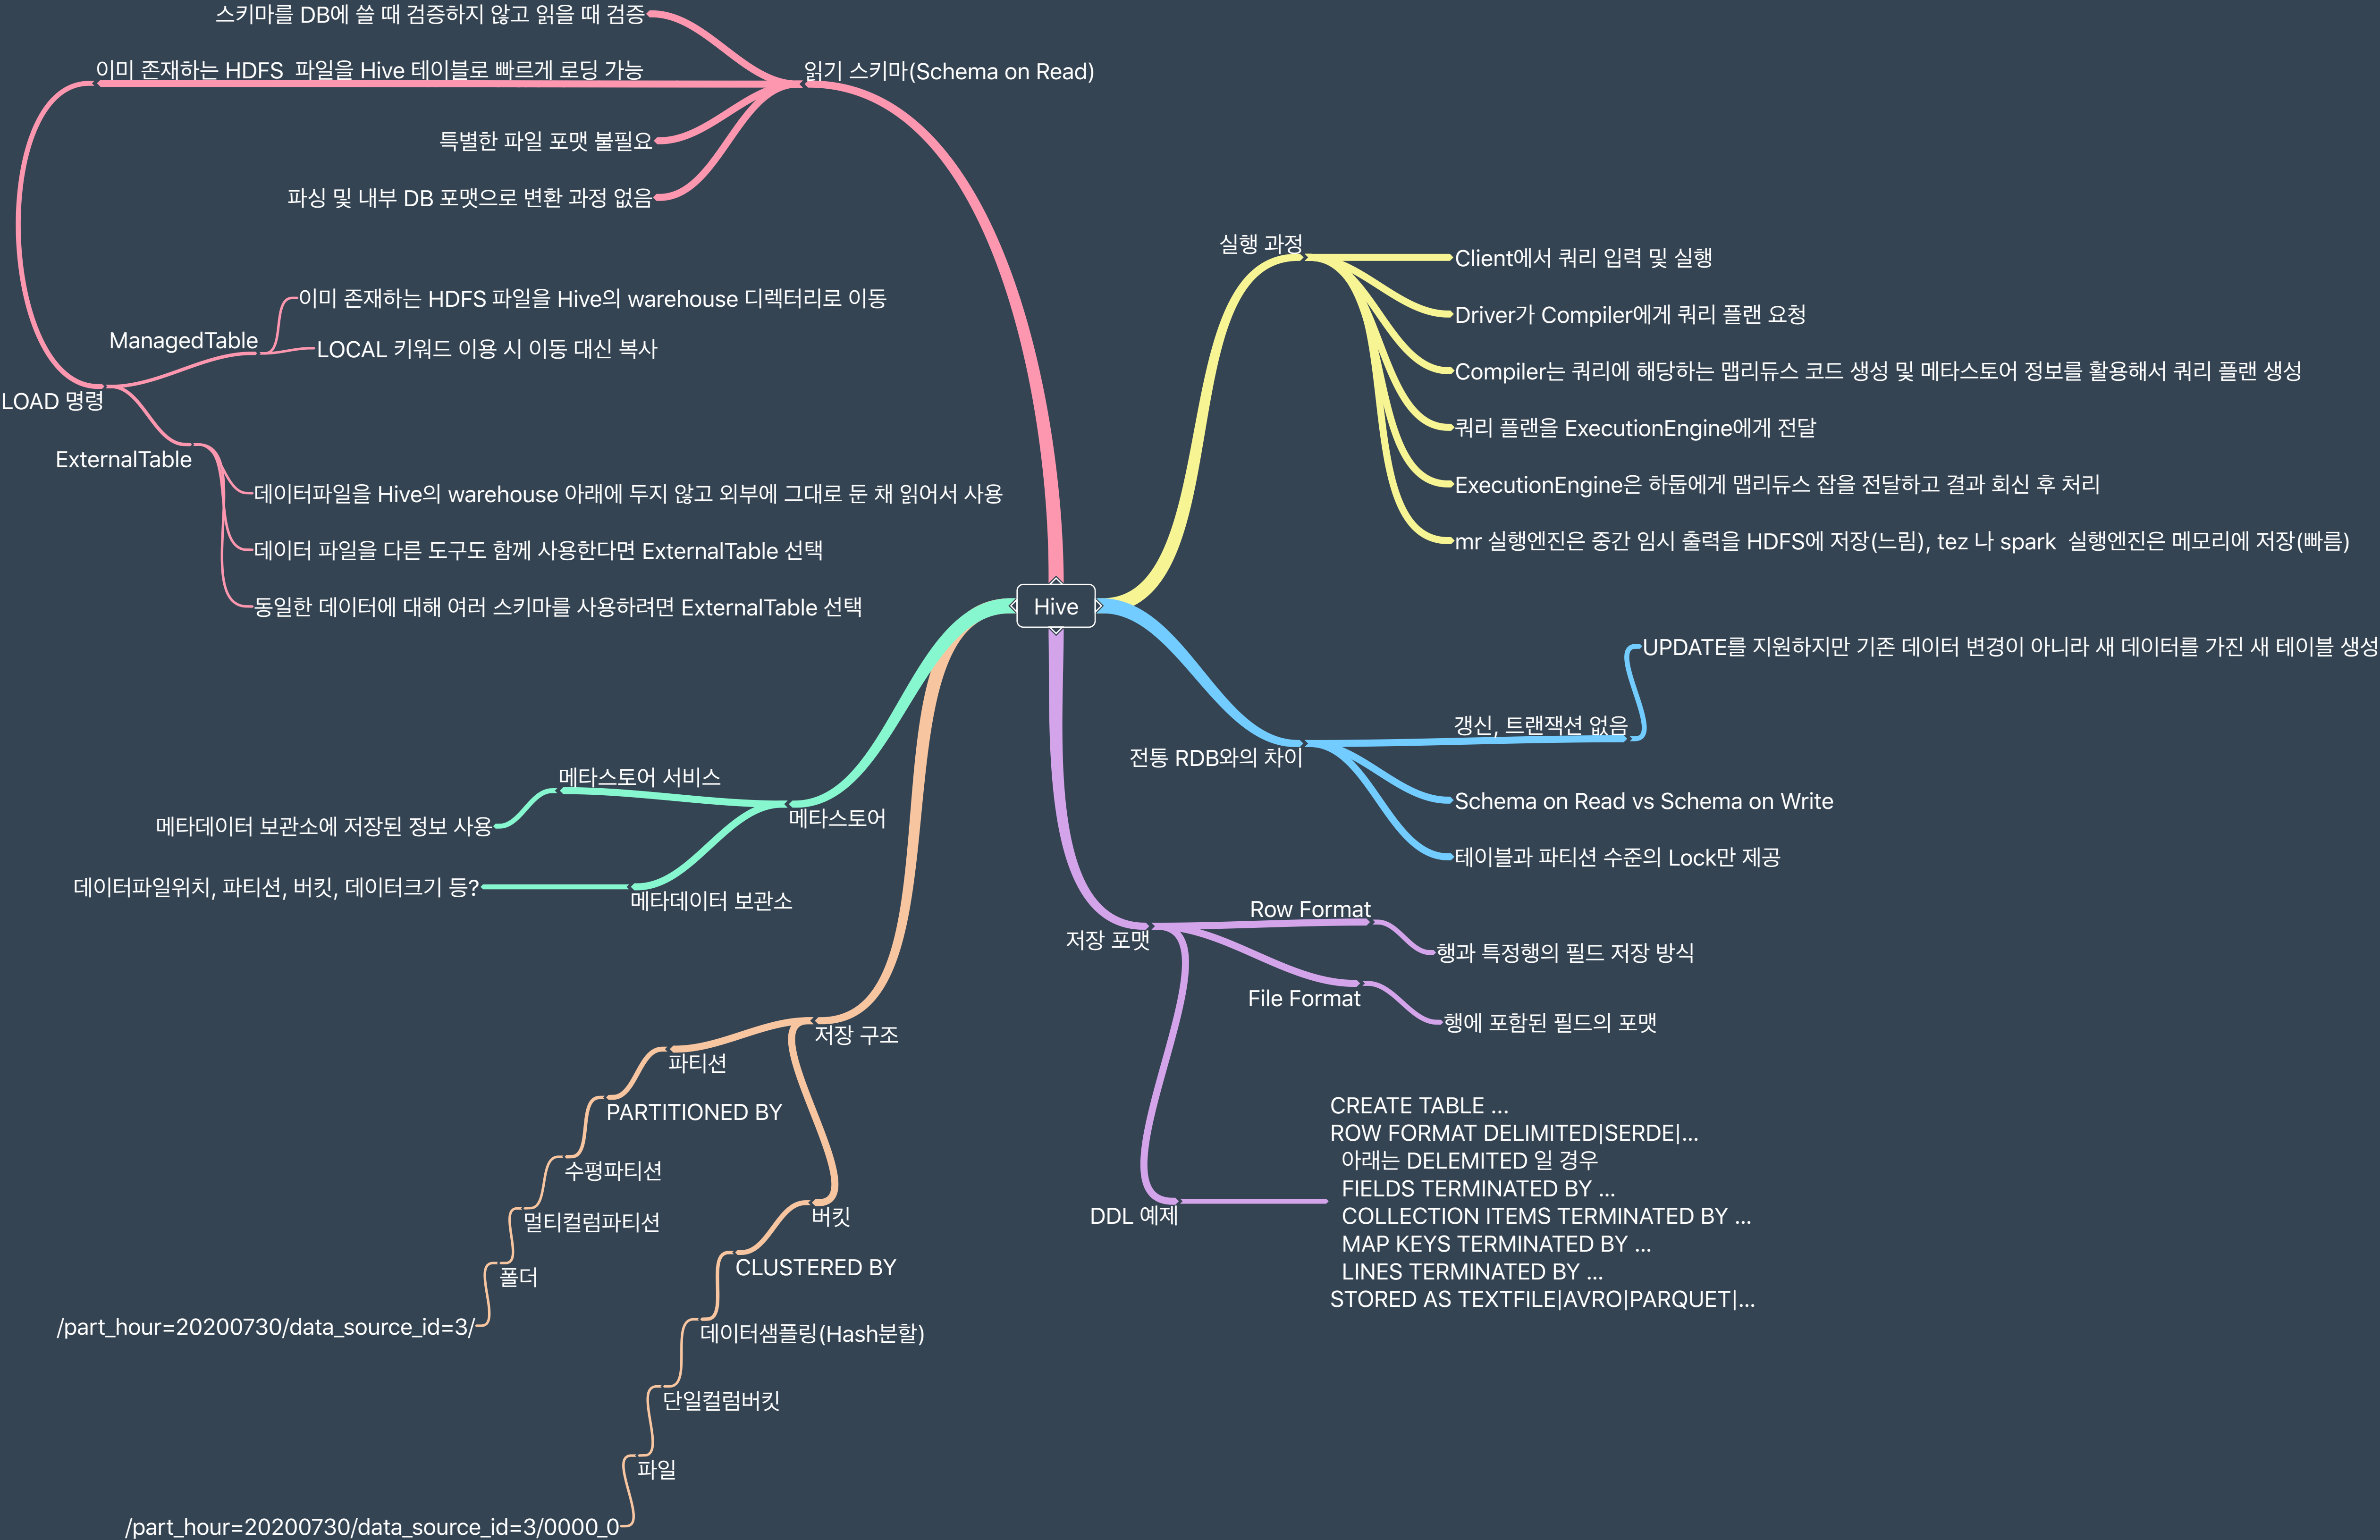 Hive
읽기 스키마(Schema on Read)
스키마를 DB에 쓸 때 검증하지 않고 읽을 때 검증
이미 존재하는 HDFS  파일을 Hive 테이블로 빠르게 로딩 가능
LOAD 명령
ManagedTable
이미 존재하는 HDFS 파일을 Hive의 warehouse 디렉터리로 이동
LOCAL 키워드 이용 시 이동 대신 복사
ExternalTable
데이터파일을 Hive의 warehouse 아래에 두지 않고 외부에 그대로 둔 채 읽어서 사용
데이터 파일을 다른 도구도 함께 사용한다면 ExternalTable 선택
동일한 데이터에 대해 여러 스키마를 사용하려면 ExternalTable 선택
특별한 파일 포맷 불필요
파싱 및 내부 DB 포맷으로 변환 과정 없음
실행 과정
Client에서 쿼리 입력 및 실행
Driver가 Compiler에게 쿼리 플랜 요청
Compiler는 쿼리에 해당하는 맵리듀스 코드 생성 및 메타스토어 정보를 활용해서 쿼리 플랜 생성
쿼리 플랜을 ExecutionEngine에게 전달
ExecutionEngine은 하둡에게 맵리듀스 잡을 전달하고 결과 회신 후 처리
mr 실행엔진은 중간 임시 출력을 HDFS에 저장(느림), tez 나 spark  실행엔진은 메모리에 저장(빠름)
전통 RDB와의 차이
갱신, 트랜잭션 없음
UPDATE를 지원하지만 기존 데이터 변경이 아니라 새 데이터를 가진 새 테이블 생성
Schema on Read vs Schema on Write
테이블과 파티션 수준의 Lock만 제공
메타스토어
메타스토어 서비스
메타데이터 보관소에 저장된 정보 사용
메타데이터 보관소
데이터파일위치, 파티션, 버킷, 데이터크기 등?
저장 포맷
Row Format
행과 특정행의 필드 저장 방식
File Format
행에 포함된 필드의 포맷
DDL 예제
CREATE TABLE ...
ROW FORMAT DELIMITED|SERDE|...
아래는 DELEMITED 일 경우
FIELDS TERMINATED BY ...
COLLECTION ITEMS TERMINATED BY ...
MAP KEYS TERMINATED BY ...
LINES TERMINATED BY ...
STORED AS TEXTFILE|AVRO|PARQUET|...
저장 구조
파티션
PARTITIONED BY
수평파티션
멀티컬럼파티션
폴더
/part_hour=20200730/data_source_id=3/
버킷
CLUSTERED BY
데이터샘플링(Hash분할)
단일컬럼버킷
파일
/part_hour=20200730/data_source_id=3/0000_0